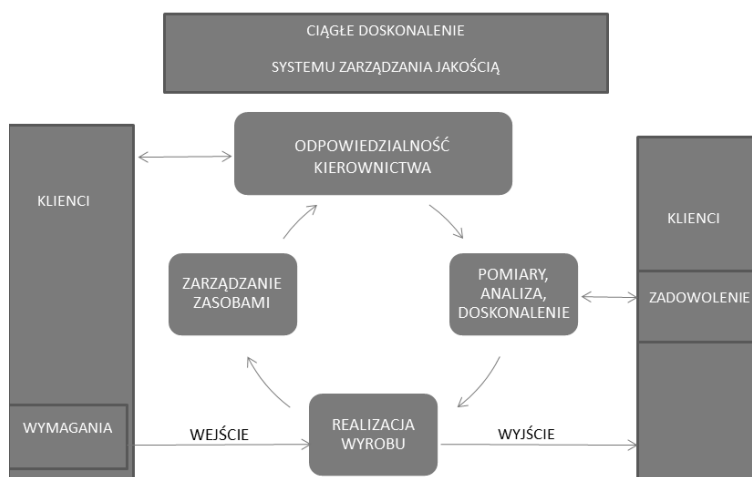 CIĄGŁE DOSKONALENIE
SYSTEMU ZARZĄDZANIA JAKOŚCIĄ
ODPOWIEDZIALNOŚĆ
KIEROWNICTWA
KLIENCI
KLIENCI
ZARZĄDZANIE
ZASOBAMI
POMIARY,
ANALIZA,
DOSKONALENIE
ZADOWOLENIE
WYMAGANIA
WEJŚCIE
REALIZACJA
WYROBU
WYJŚCIE